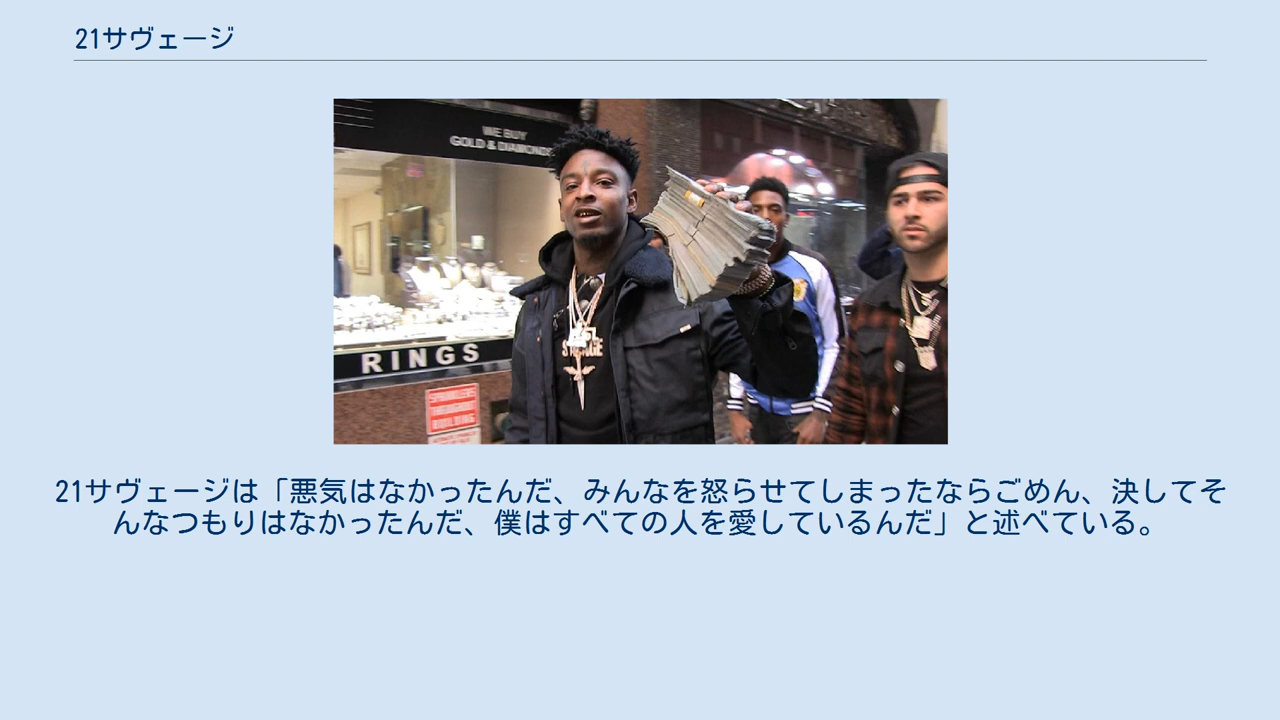 21サヴェージ
WE BUY
GOLD & DIAMONDS
RINGS
SPRINKLERS
THROUGHOUT
BUILDING
21サヴェージは「悪気はなかったんだ、みんなを怒らせてしまったならごめん、決してそ
んなつもりはなかったんだ、僕はすべての人を愛しているんだ」と述べている。